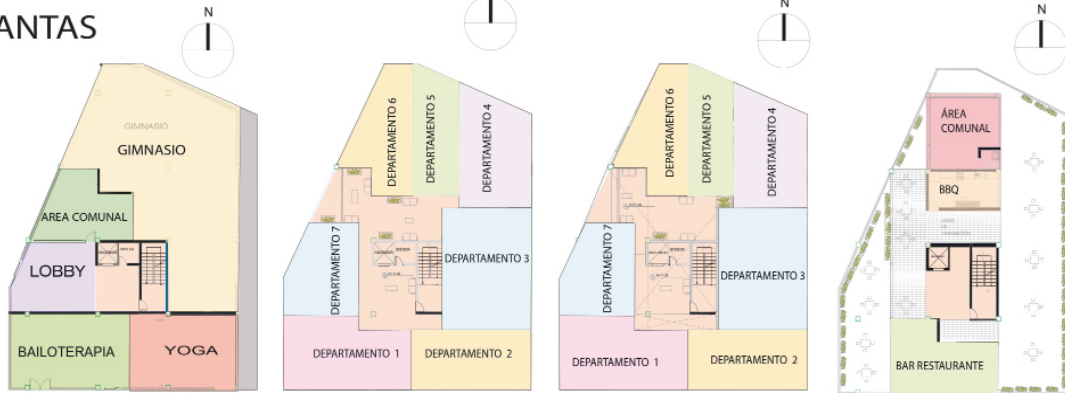 ANTAS
N
GIMNASIO
GIMNASIO
AREA COMUNAL
LOBBY
BAILOTERAPIA
YOGA
DEPARTAMENTO 6
DEPARTAMENTO 5
DEPARTAMENTO 4
DEPARTAMENTO 7
DEPARTAMENTO 3
DEPARTAMENTO 1
DEPARTAMENTO 2
N
DEPARTAMENTO 6
DEPARTAMENTO 5
DEPARTAMENTO 4
DEPARTAMENTO 7
DEPARTAMENTO 3
DEPARTAMENTO 1
DEPARTAMENTO 2
N
ÁREA
COMUNAL
BBQ
BAR RESTAURANTE